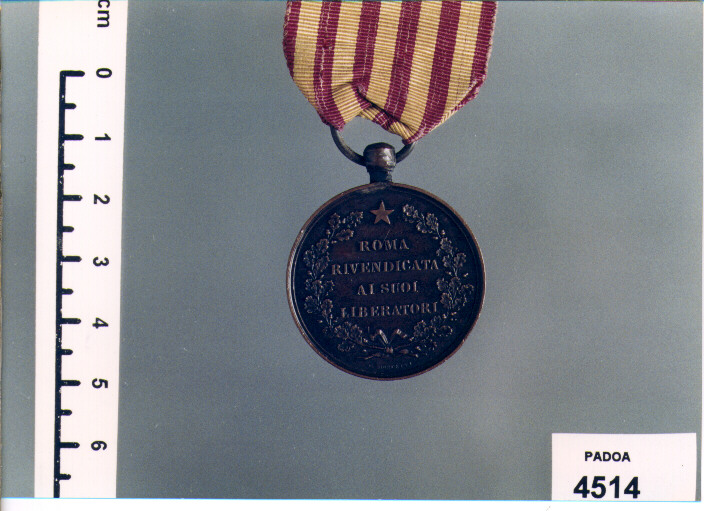 cm
0
1
2
3
4
5
6
ROMA
RIVENDICATA
AI SUOI
LIBERATORI
PADOA
4514